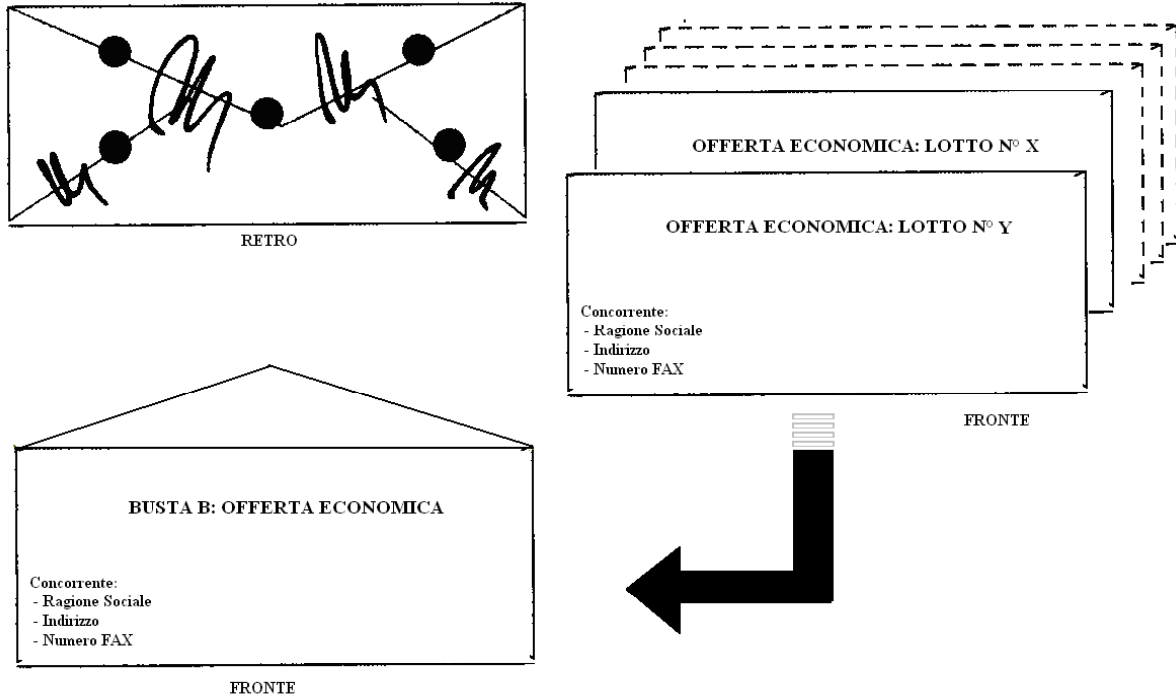 RETRO
OFFERTA ECONOMICA: LOTTO N° X
OFFERTA ECONOMICA: LOTTO N° Y
Concorrente:
- Ragione Sociale
- Indirizzo
- Numero FAX
FRONTE
BUSTA B: OFFERTA ECONOMICA
Concorrente:
- Ragione Sociale
- Indirizzo
- Numero FAX
FRONTE